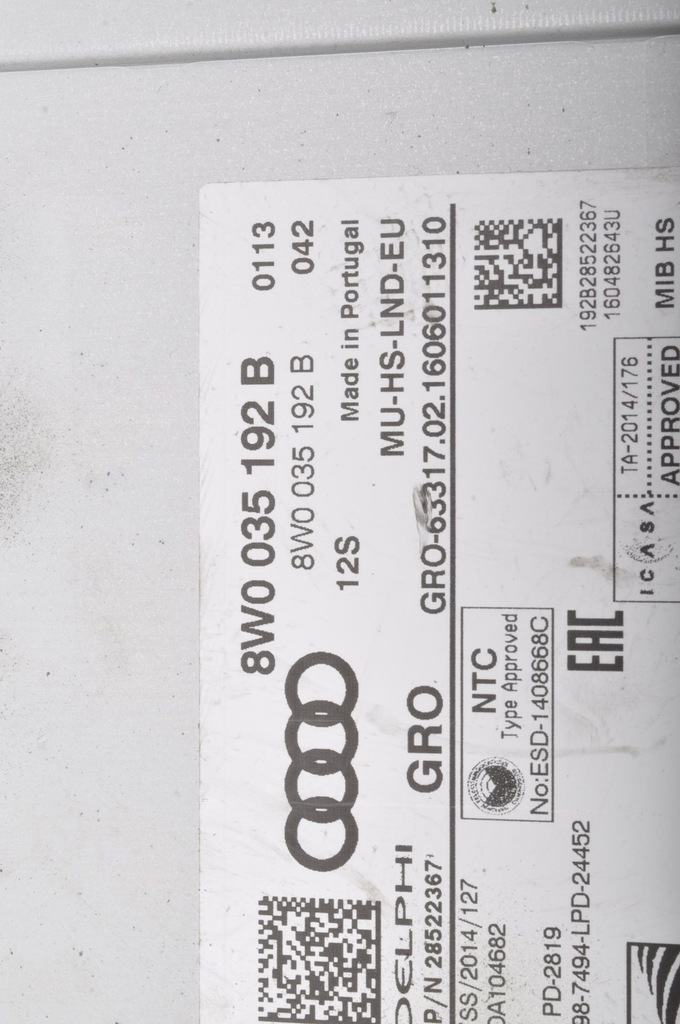 8W0 035 192 B 0113
8W0 035 192 B 042
12S Made in Portugal
MU-HS-LND-EU
GRO GRO-63317.02.1606011310
DELPHI
P/N 28522367
SS/2014/127
DA104682
PD-2819
98-7494-LPD-24452
NTC
Type Approved
No:ESD-1408668C
EAC
192B28522367
160482643U
ICASA TA-2014/176
APPROVED
MIB HS